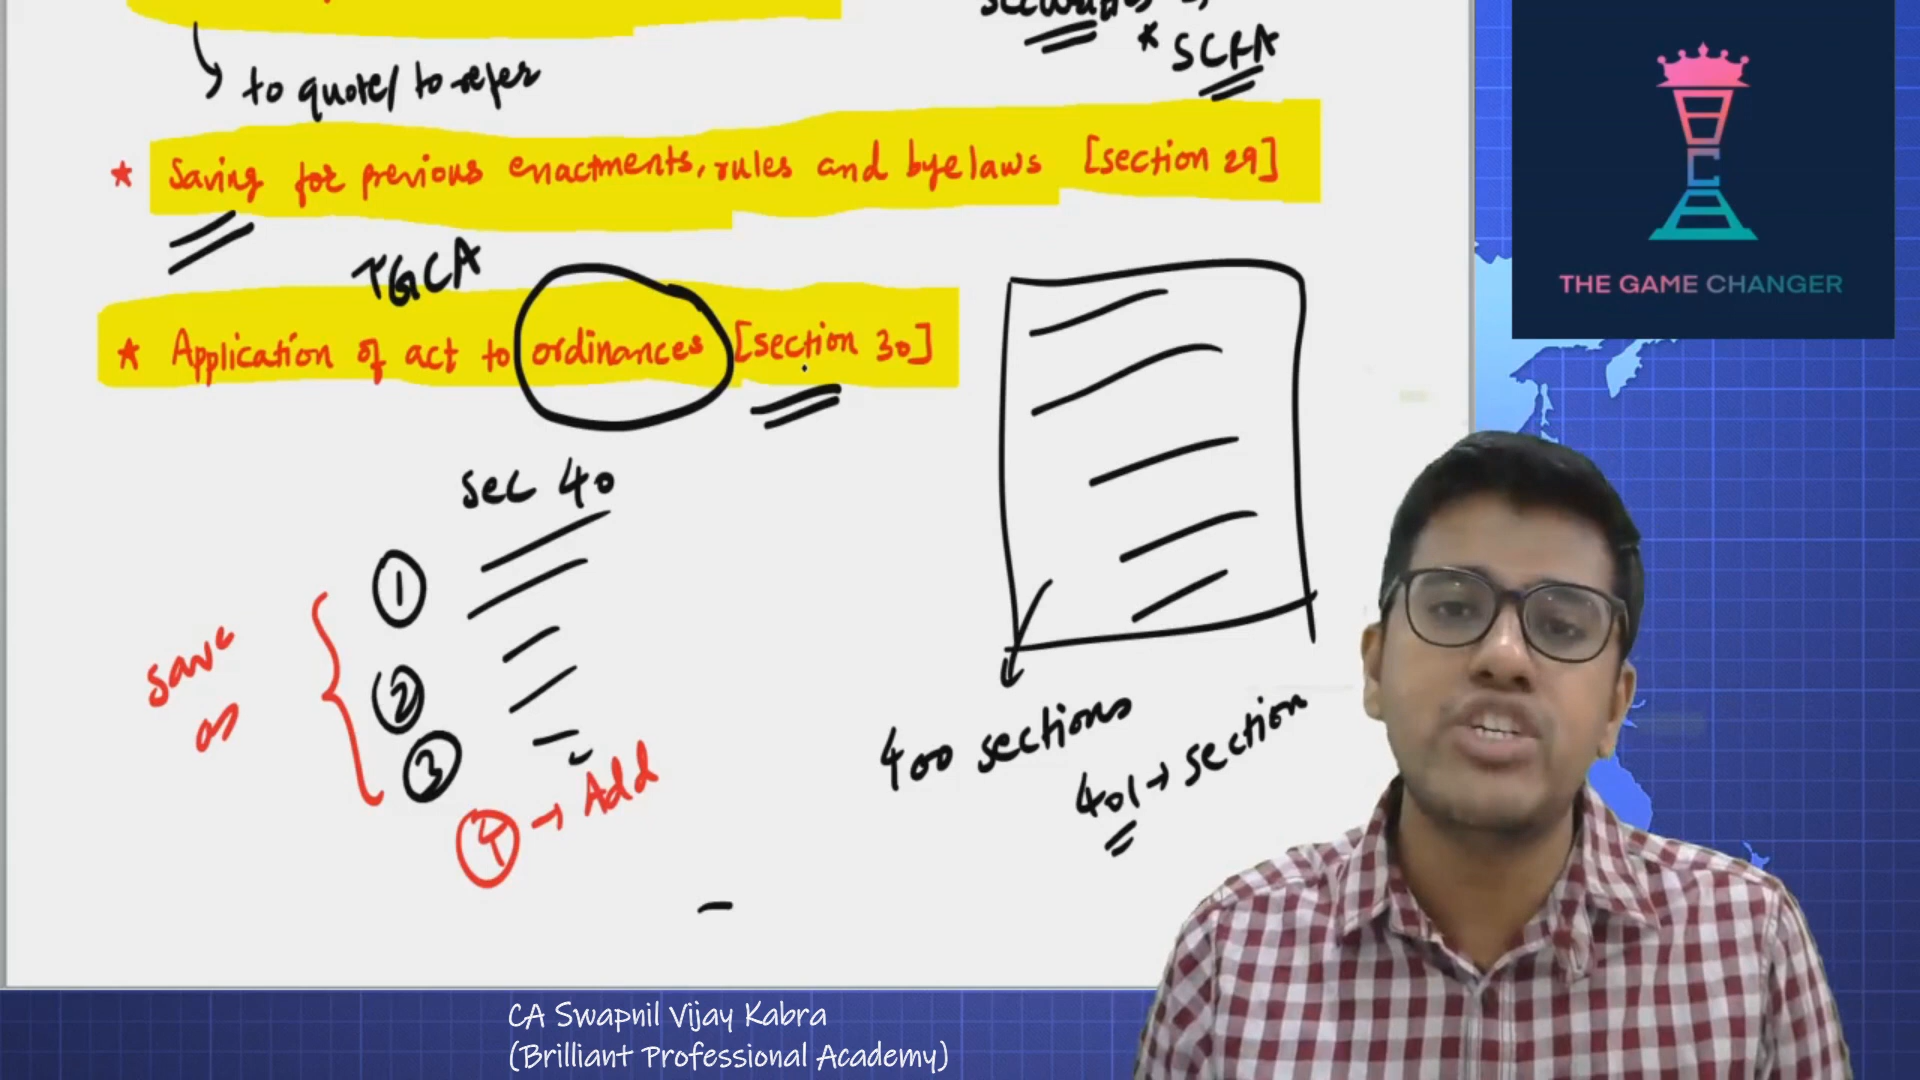 * SCRA
to quote/ to refer
* Saving for previous enactments, rules and byelaws [section 29]
TGCA
* Application of act to ordinances [section 30]
sec 40
1
2
3
save
as
4 → Add
400 sections
401 → section
THE GAME CHANGER
CA Swapnil Vijay Kabra
(Brilliant Professional Academy)